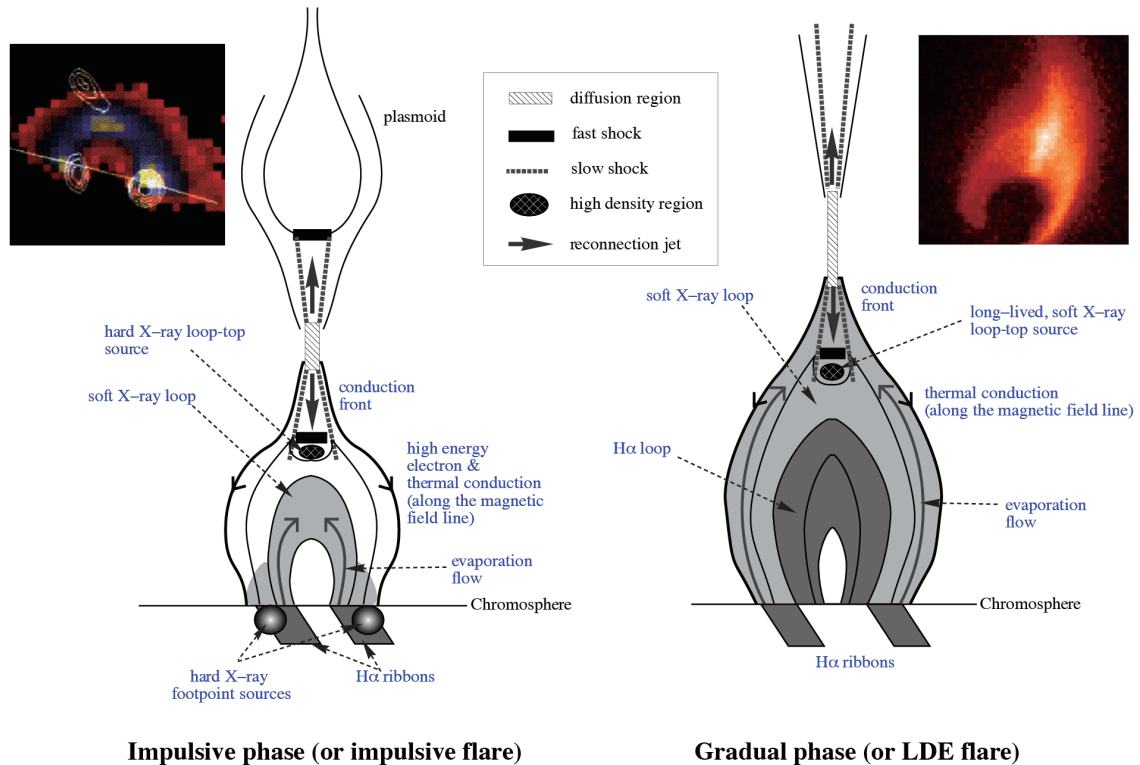 plasmoid
diffusion region
fast shock
slow shock
high density region
reconnection jet
hard X–ray loop-top
source
soft X–ray loop
conduction
front
high energy
electron &
thermal conduction
(along the magnetic
field line)
evaporation
flow
Chromosphere
hard X–ray
footpoint sources
Hα ribbons
Impulsive phase (or impulsive flare)
soft X–ray loop
conduction
front
long–lived, soft X–ray
loop-top source
thermal conduction
(along the magnetic field line)
Hα loop
evaporation
flow
Chromosphere
Hα ribbons
Gradual phase (or LDE flare)